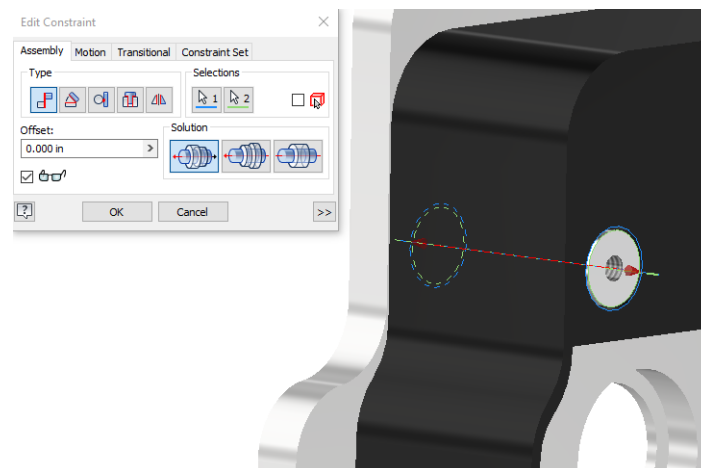 Edit Constraint
Assembly Motion Transitional Constraint Set
Type
Selections
1 2
Offset:
0.000 in >
Solution
OK Cancel >>